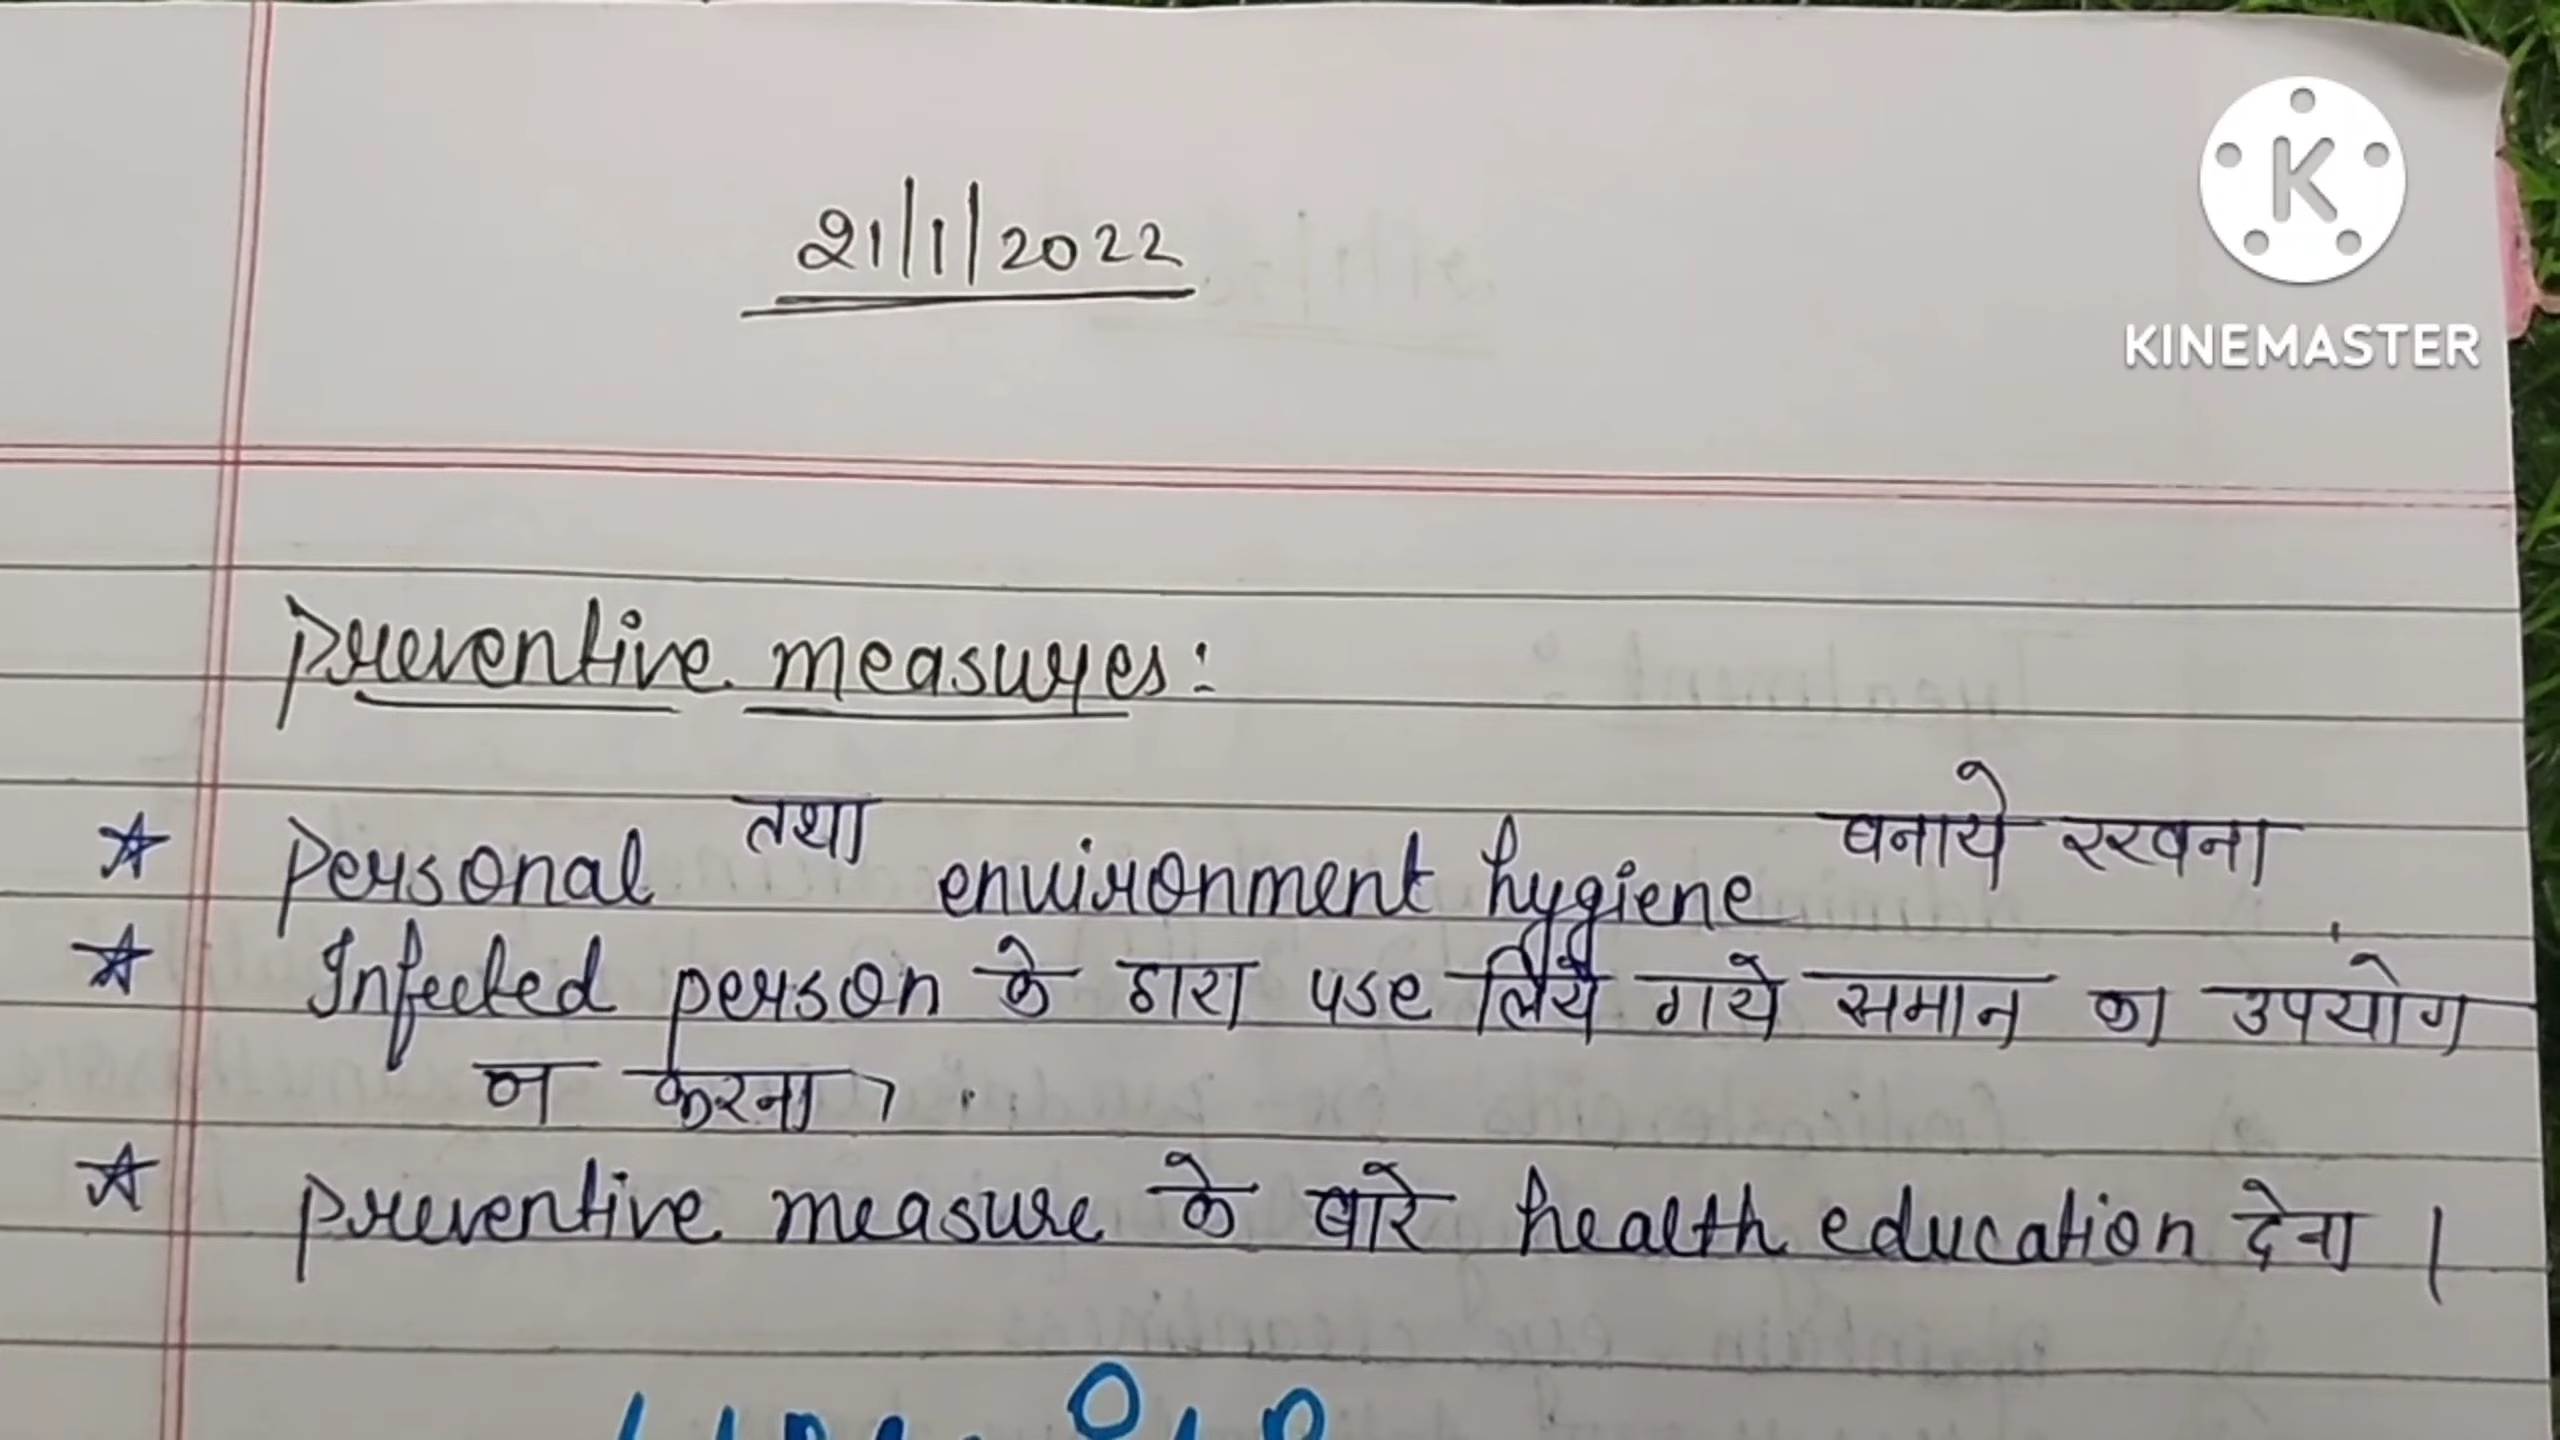 21/1/2022
KINEMASTER
Preventive measures:
☆ Personal तथा environment hygiene बनाये रखना
☆ Infected person के द्वारा use लिये गये समान का उपयोग
न करना,
☆ Preventive measure के बारे health education देना |